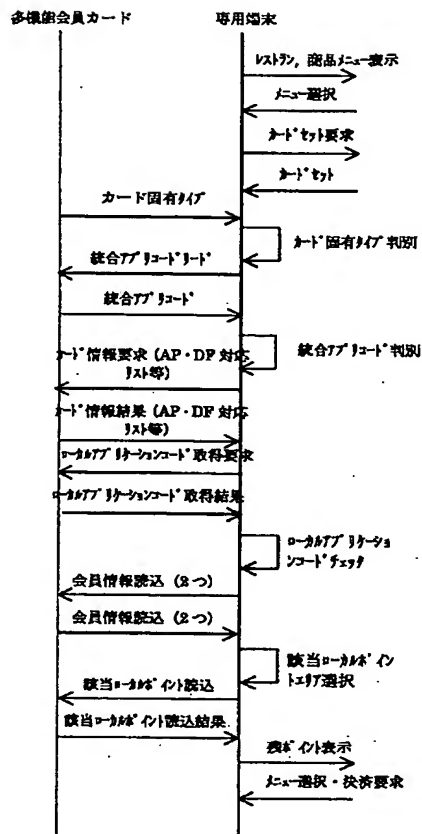 多機能会員カード
専用端末
レストラン, 商品メニュー表示
メニュー選択
カードセット要求
カードセット
カード固有タイプ
カード固有タイプ判別
統合アプリコードリード
統合アプリコード
統合アプリコード判別
カード情報要求 (AP・DF 対応
リスト等)
カード情報結果 (AP・DF 対応
リスト等)
ローカルアプリケーションコード取得要求
ローカルアプリケーションコード取得結果
ローカルアプリケーショ
ンコードチェック
会員情報読込 (2つ)
会員情報読込 (2つ)
該当ローカルポイン
トエリア選択
該当ローカルポイント読込
該当ローカルポイント読込結果
残ポイント表示
メニュー選択・決済要求